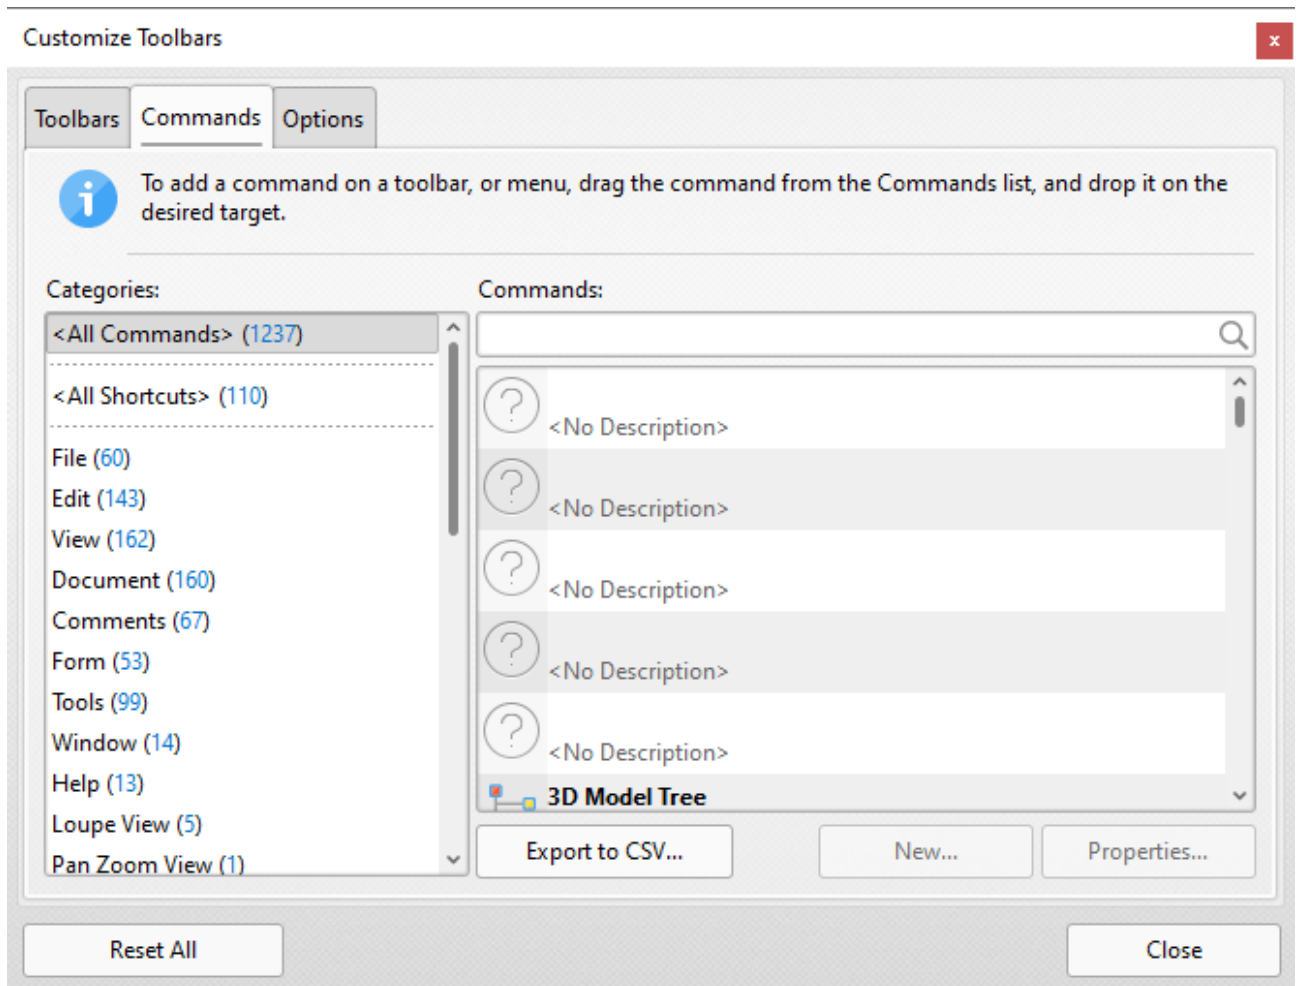 Customize Toolbars
x
Toolbars
Commands
Options
To add a command on a toolbar, or menu, drag the command from the Commands list, and drop it on the
desired target.
Categories:
<All Commands> (1237)
<All Shortcuts> (110)
File (60)
Edit (143)
View (162)
Document (160)
Comments (67)
Form (53)
Tools (99)
Window (14)
Help (13)
Loupe View (5)
Pan Zoom View (1)
Commands:
<No Description>
<No Description>
<No Description>
<No Description>
<No Description>
3D Model Tree
Export to CSV...
New...
Properties...
Reset All
Close